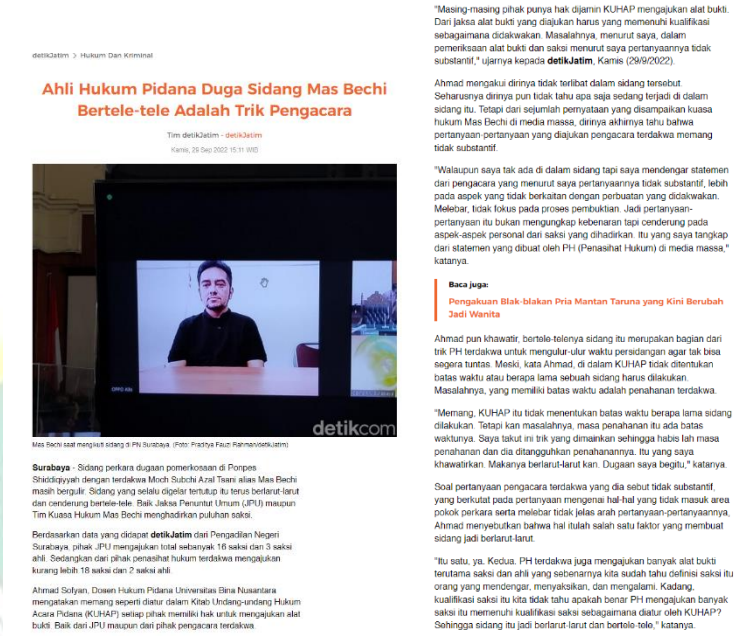 detikJatim > Hukum Dan Kriminal
Ahli Hukum Pidana Duga Sidang Mas Bechi
Bertele-tele Adalah Trik Pengacara
Tim detikJatim - detikJatim
Kamis, 29 Sep 2022 15:11 WIB
OPPO A5s
detikcom
Mas Bechi saat mengikuti sidang di PN Surabaya. (Foto: Praditya Fauzi Rahman/detikJatim)
Surabaya - Sidang perkara dugaan pemerkosaan di Ponpes
Shiddiqiyyah dengan terdakwa Moch Subchi Azal Tsani alias Mas Bechi
masih bergulir. Sidang yang selalu digelar tertutup itu terus berlarut-larut
dan cenderung bertele-tele. Baik Jaksa Penuntut Umum (JPU) maupun
Tim Kuasa Hukum Mas Bechi menghadirkan puluhan saksi.
Berdasarkan data yang didapat detikJatim dari Pengadilan Negeri
Surabaya, pihak JPU mengajukan total sebanyak 16 saksi dan 3 saksi
ahli. Sedangkan dari pihak penasihat hukum terdakwa mengajukan
kurang lebih 18 saksi dan 2 saksi ahli.
Ahmad Sofyan, Dosen Hukum Pidana Universitas Bina Nusantara
mengatakan memang seperti diatur dalam Kitab Undang-undang Hukum
Acara Pidana (KUHAP) setiap pihak memiliki hak untuk mengajukan alat
bukti. Baik dari JPU maupun dari pihak pengacara terdakwa.
"Masing-masing pihak punya hak dijamin KUHAP mengajukan alat bukti.
Dari jaksa alat bukti yang diajukan harus yang memenuhi kualifikasi
sebagaimana didakwakan. Masalahnya, menurut saya, dalam
pemeriksaan alat bukti dan saksi menurut saya pertanyaannya tidak
substantif," ujarnya kepada detikJatim, Kamis (29/9/2022).
Ahmad mengakui dirinya tidak terlibat dalam sidang tersebut.
Seharusnya dirinya pun tidak tahu apa saja sedang terjadi di dalam
sidang itu. Tetapi dari sejumlah pernyataan yang disampaikan kuasa
hukum Mas Bechi di media massa, dirinya akhirnya tahu bahwa
pertanyaan-pertanyaan yang diajukan pengacara terdakwa memang
tidak substantif.
"Walaupun saya tak ada di dalam sidang tapi saya mendengar statemen
dari pengacara yang menurut saya pertanyaannya tidak substantif, lebih
pada aspek yang tidak berkaitan dengan perbuatan yang didakwakan.
Melebar, tidak fokus pada proses pembuktian. Jadi pertanyaan-
pertanyaan itu bukan mengungkap kebenaran tapi cenderung pada
aspek-aspek personal dari saksi yang dihadirkan. Itu yang saya tangkap
dari statemen yang dibuat oleh PH (Penasihat Hukum) di media massa,"
katanya.
Baca juga:
Pengakuan Blak-blakan Pria Mantan Taruna yang Kini Berubah
Jadi Wanita
Ahmad pun khawatir, bertele-telenya sidang itu merupakan bagian dari
trik PH terdakwa untuk mengulur-ulur waktu persidangan agar tak bisa
segera tuntas. Meski, kata Ahmad, di dalam KUHAP tidak ditentukan
batas waktu atau berapa lama sebuah sidang harus dilakukan.
Masalahnya, yang memiliki batas waktu adalah penahanan terdakwa.
"Memang, KUHAP itu tidak menentukan batas waktu berapa lama sidang
dilakukan. Tetapi kan masalahnya, masa penahanan itu ada batas
waktunya. Saya takut ini trik yang dimainkan sehingga habis lah masa
penahanan dan dia ditangguhkan penahanannya. Itu yang saya
khawatirkan. Makanya berlarut-larut kan. Dugaan saya begitu," katanya.
Soal pertanyaan pengacara terdakwa yang dia sebut tidak substantif,
yang berkutat pada pertanyaan mengenai hal-hal yang tidak masuk area
pokok perkara serta melebar tidak jelas arah pertanyaan-pertanyaannya,
Ahmad menyebutkan bahwa hal itulah salah satu faktor yang membuat
sidang jadi berlarut-larut.
"Itu satu, ya. Kedua. PH terdakwa juga mengajukan banyak alat bukti
terutama saksi dan ahli yang sebenarnya kita sudah tahu definisi saksi itu
orang yang mendengar, menyaksikan, dan mengalami. Kadang,
kualifikasi saksi itu kita tidak tahu apakah benar PH mengajukan banyak
saksi itu memenuhi kualifikasi saksi sebagaimana diatur oleh KUHAP?
Sehingga sidang itu jadi berlarut-larut dan bertele-tele," katanya.